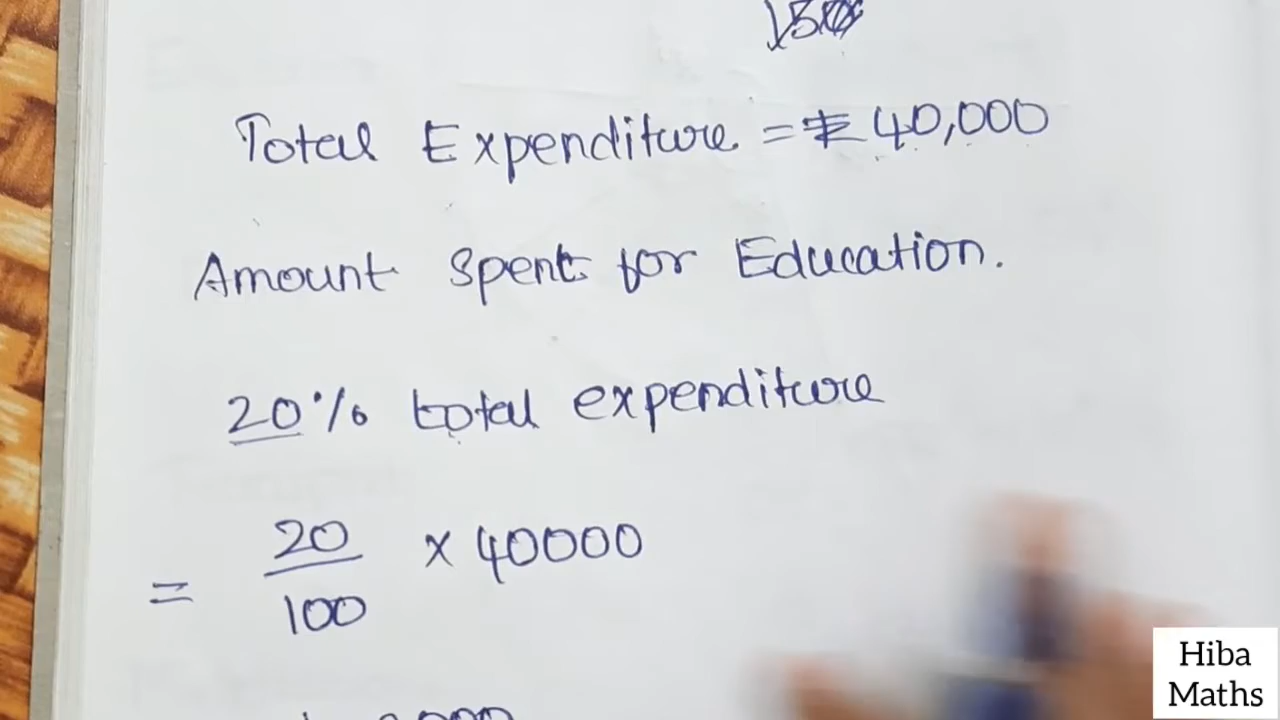 Total Expenditure = ₹ 40,000
Amount Spent for Education.
20% total expenditure
= 20/100 × 40000
Hiba
Maths